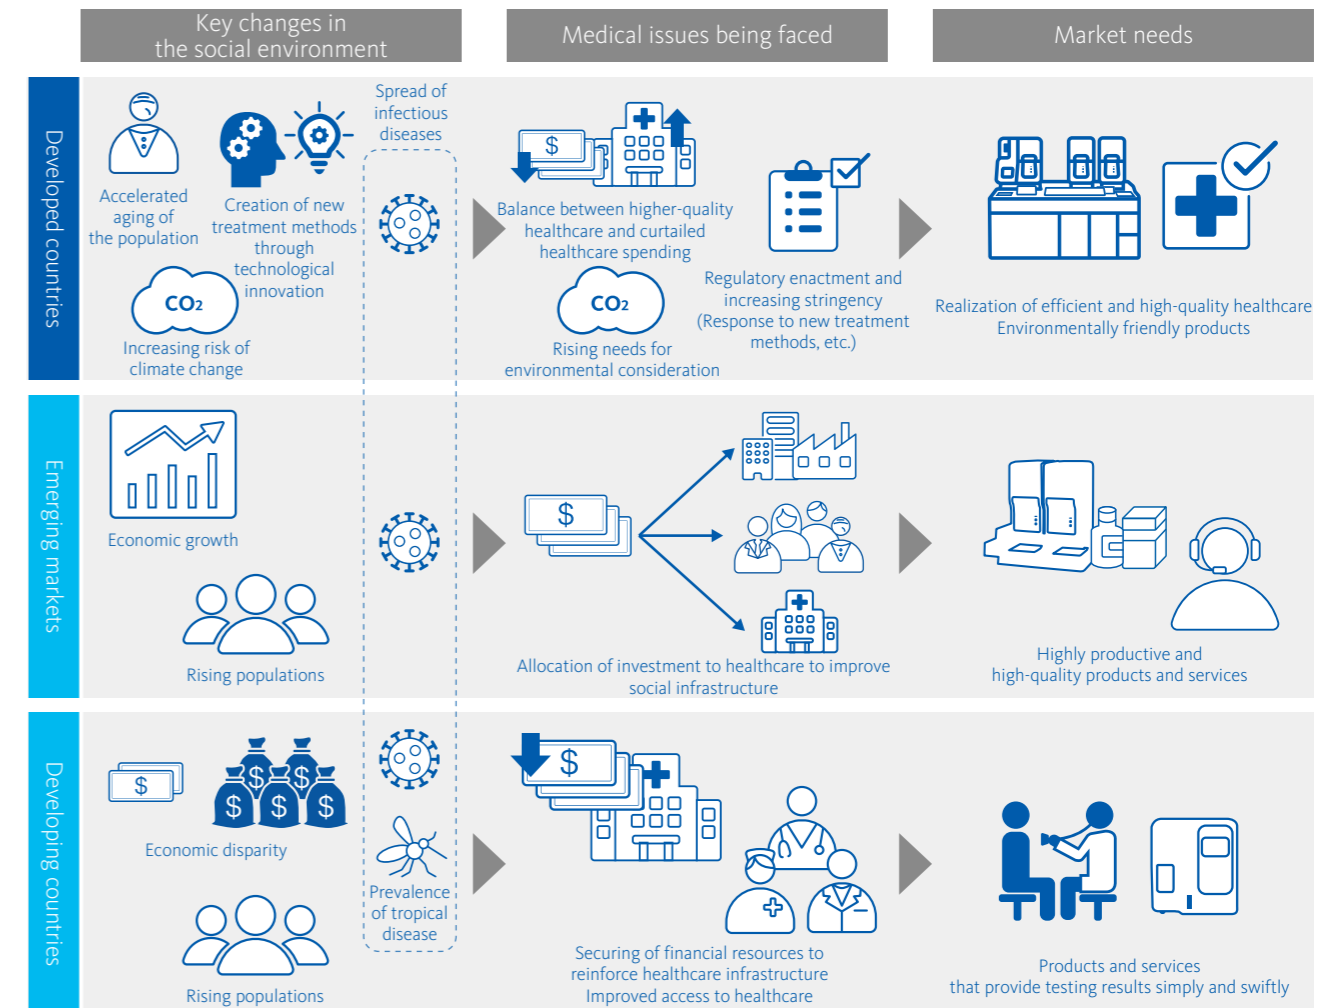 Key changes in
the social environment
Medical issues being faced
Market needs
Developed countries
Accelerated
aging of
the population
Creation of new
treatment methods
through
technological
innovation
Spread of
infectious
diseases
CO2
Increasing risk of
climate change
$
Balance between higher-quality
healthcare and curtailed
healthcare spending
CO2
Rising needs for
environmental consideration
Regulatory enactment and
increasing stringency
(Response to new treatment
methods, etc.)
Realization of efficient and high-quality healthcare
Environmentally friendly products
Emerging markets
Economic growth
Rising populations
$
Allocation of investment to healthcare to improve
social infrastructure
Highly productive and
high-quality products and services
Developing countries
$
$ $
$ $ $
Economic disparity
Rising populations
Prevalence
of tropical
disease
$
Securing of financial resources to
reinforce healthcare infrastructure
Improved access to healthcare
Products and services
that provide testing results simply and swiftly